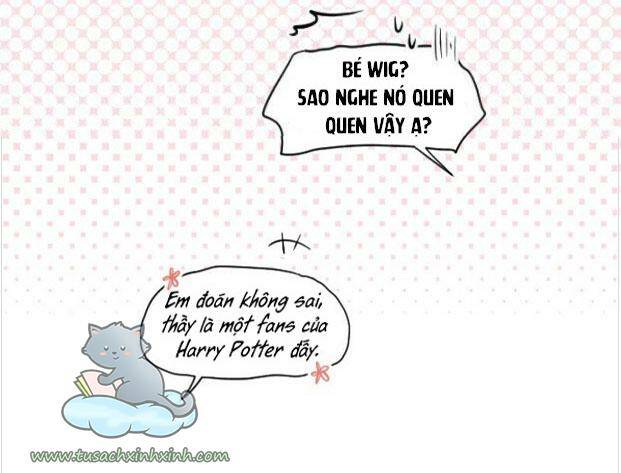 BÉ WIG?
SAO NGHE NÓ QUEN
QUEN VẬY Ạ?
Em đoán không sai,
thầy là một fans của
Harry Potter đấy.
www.tusachxinhxinh.com